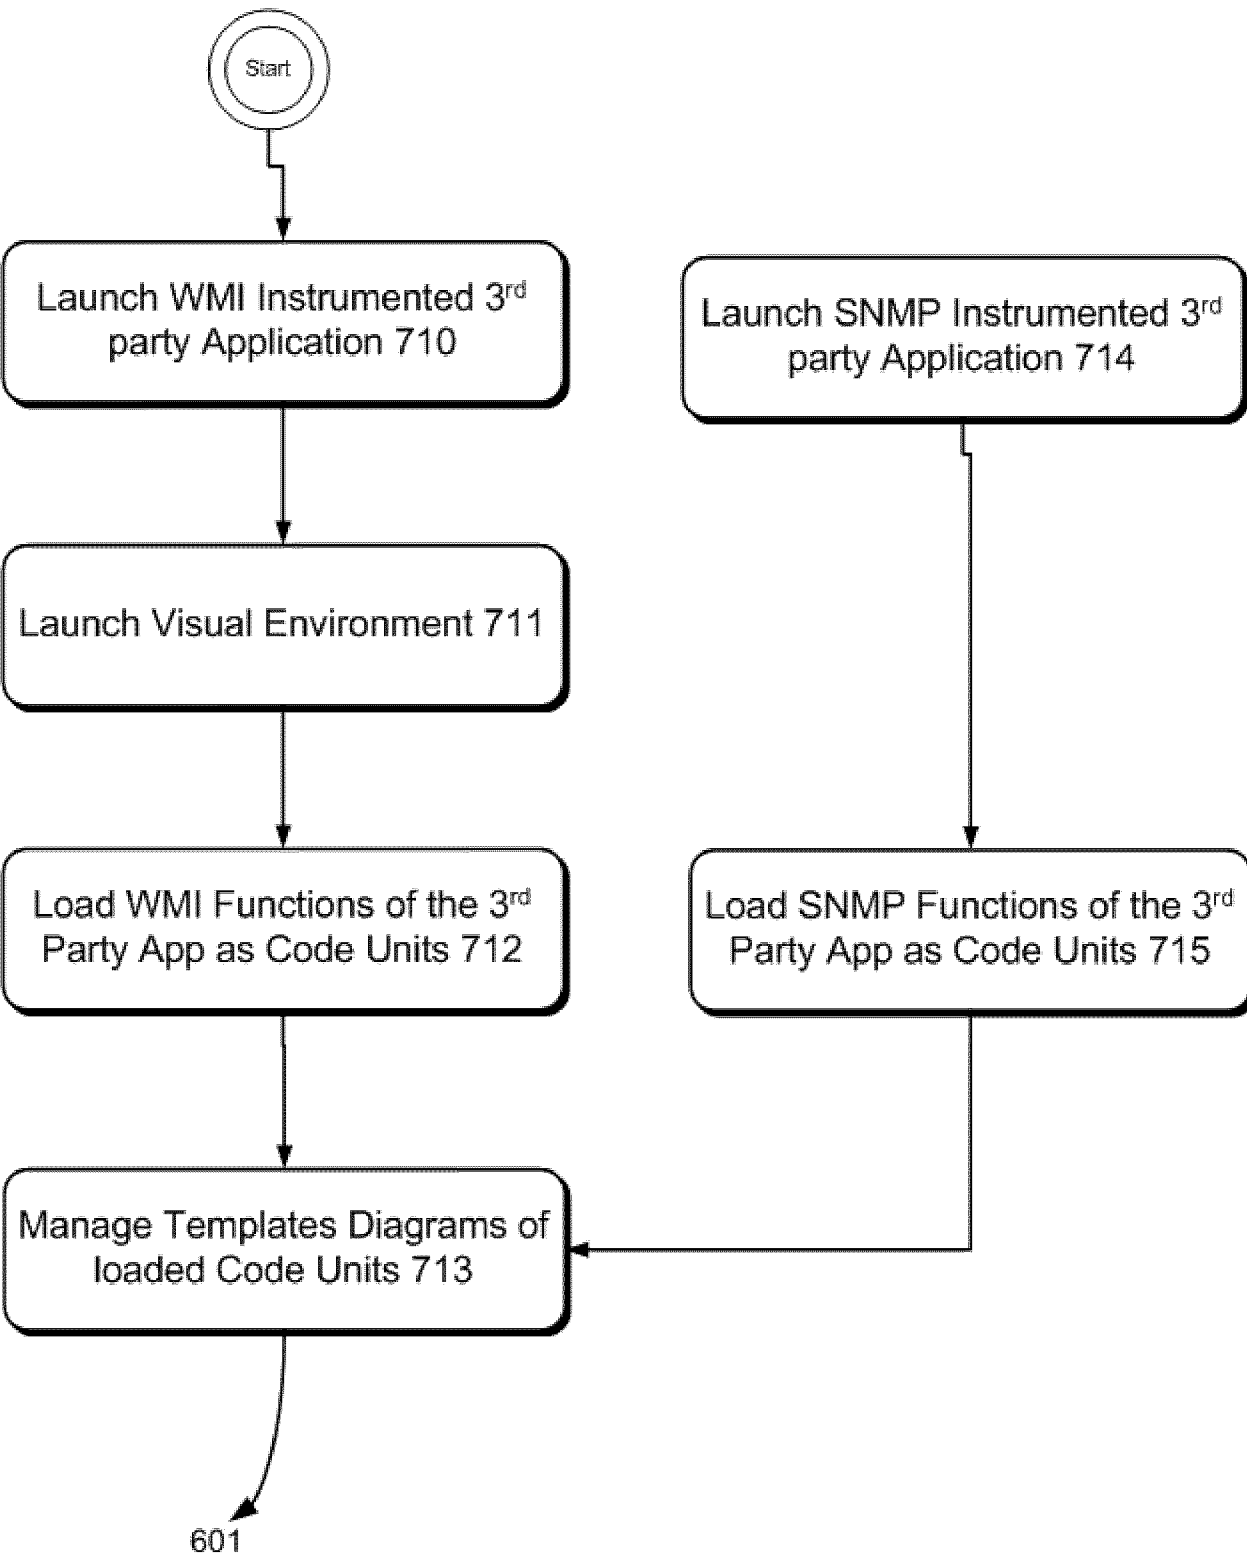 Start
Launch WMI Instrumented 3rd
party Application 710
Launch SNMP Instrumented 3rd
party Application 714
Launch Visual Environment 711
Load WMI Functions of the 3rd
Party App as Code Units 712
Load SNMP Functions of the 3rd
Party App as Code Units 715
Manage Templates Diagrams of
loaded Code Units 713
601